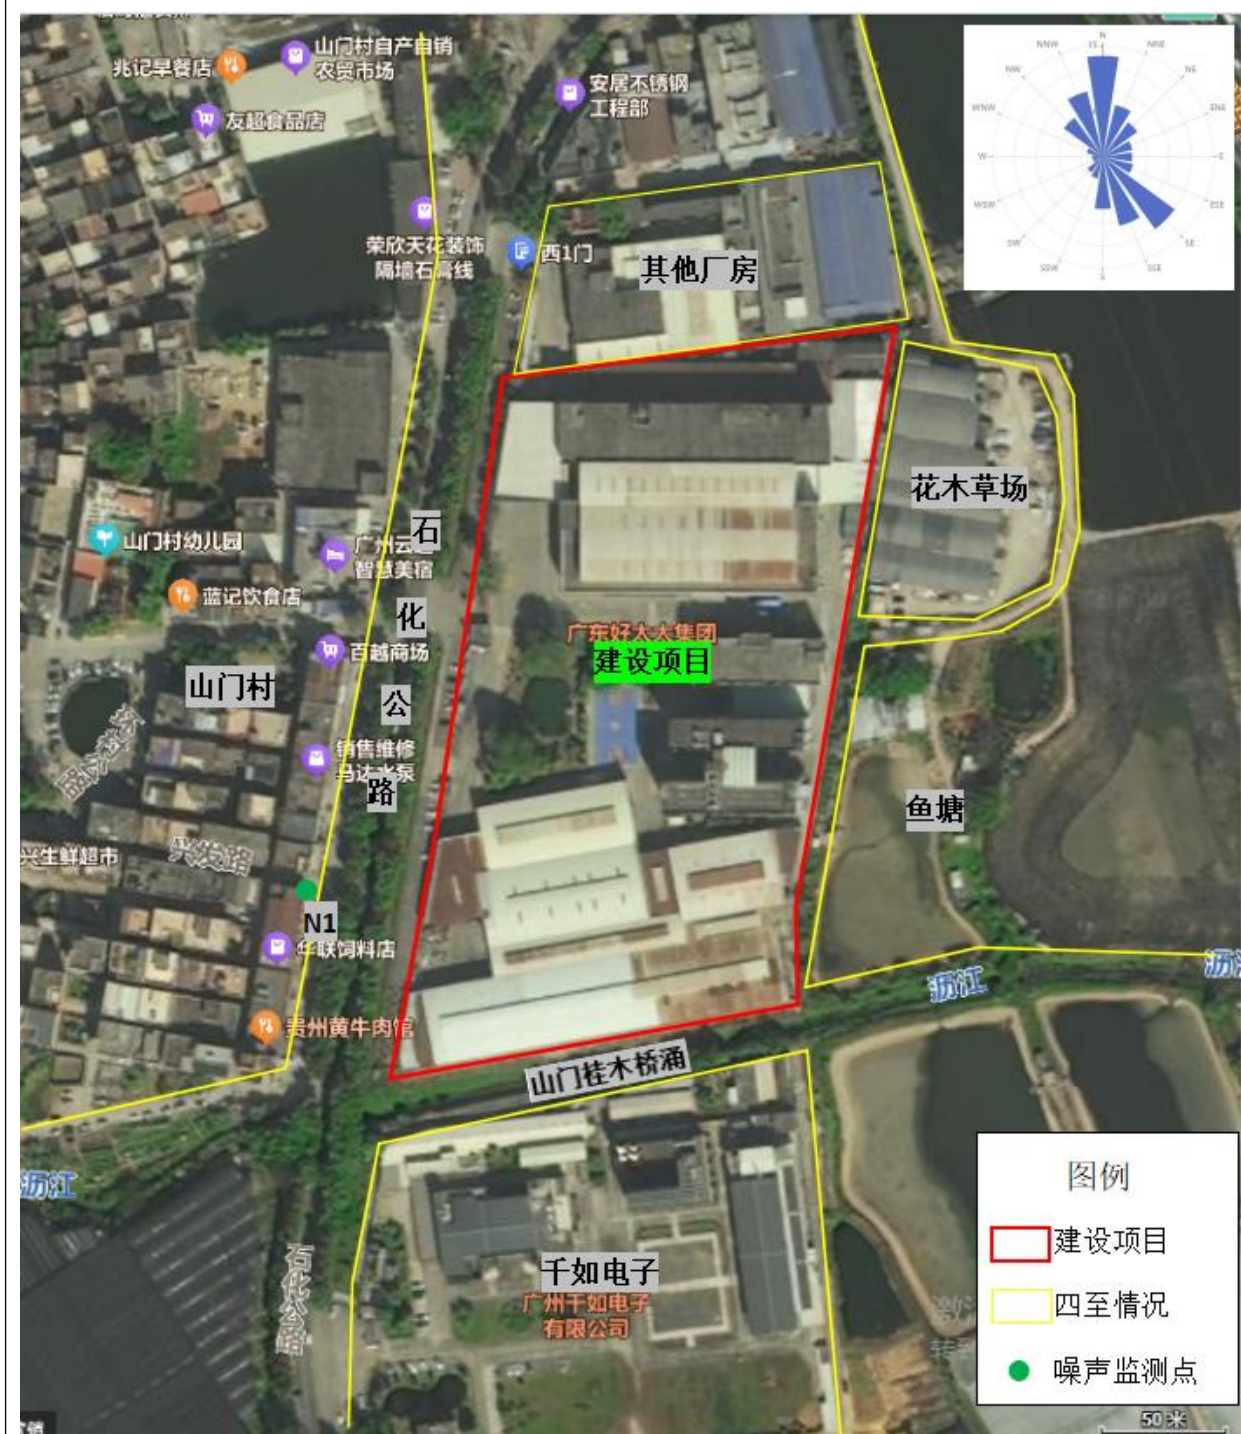 山门村自产自销
农贸市场
兆记早餐店
友超食品店
安居不锈钢
工程部
N
NNE
NE
ENE
E
ESE
SE
SSE
S
SSW
SW
WSW
W
WNW
NW
NNW
15
荣欣天花装饰
隔墙石膏线
西1门
其他厂房
花木草场
石化公路
山门村幼儿园
广州云
智慧美宿
蓝记饮食店
百越商场
广东好太太集团
建设项目
山门村
销售维修
马达水泵
鱼塘
兴发路
兴生鲜超市
N1
华联饲料店
沥江
贵州黄牛肉馆
山门桂木桥涌
沥江
石化公路
千如电子
广州千如电子
有限公司
图例
建设项目
四至情况
噪声监测点
50 米